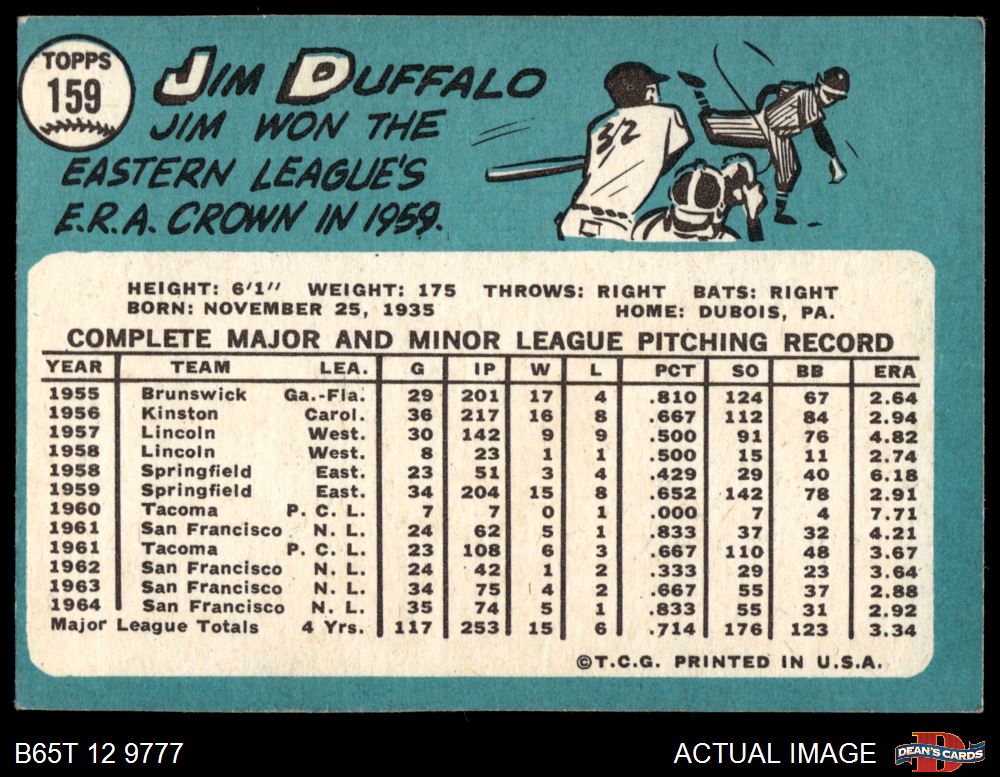 TOPPS
159
JIM DUFFALO
JIM WON THE
EASTERN LEAGUE'S
E.R.A. CROWN IN 1959.
3/2
HEIGHT: 6'1" WEIGHT: 175 THROWS: RIGHT BATS: RIGHT
BORN: NOVEMBER 25, 1935 HOME: DUBOIS, PA.
COMPLETE MAJOR AND MINOR LEAGUE PITCHING RECORD
YEAR TEAM LEA. G IP W L PCT SO BB ERA
1955 Brunswick Ga.-Fla. 29 201 17 4 .810 124 67 2.64
1956 Kinston Carol. 36 217 16 8 .667 112 84 2.94
1957 Lincoln West. 30 142 9 9 .500 91 76 4.82
1958 Lincoln West. 8 23 1 1 .500 15 11 2.74
1958 Springfield East. 23 51 3 4 .429 29 40 6.18
1959 Springfield East. 34 204 15 8 .652 142 78 2.91
1960 Tacoma P. C. L. 7 7 0 1 .000 7 4 7.71
1961 San Francisco N. L. 24 62 5 1 .833 37 32 4.21
1961 Tacoma P. C. L. 23 108 6 3 .667 110 48 3.67
1962 San Francisco N. L. 24 42 1 2 .333 29 23 3.64
1963 San Francisco N. L. 34 75 4 2 .667 55 37 2.88
1964 San Francisco N. L. 35 74 5 1 .833 55 31 2.92
Major League Totals 4 Yrs. 117 253 15 6 .714 176 123 3.34
©T.C.G. PRINTED IN U.S.A.
B65T 12 9777 ACTUAL IMAGE DEAN'S CARDS